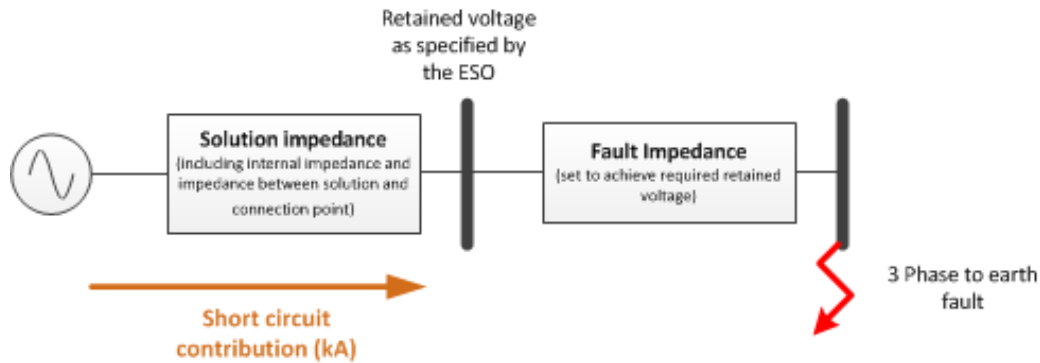 Retained voltage
as specified by
the ESO
Solution impedance
(including internal impedance and
impedance between solution and
connection point)
Fault Impedance
(set to achieve required retained
voltage)
Short circuit
contribution (kA)
3 Phase to earth
fault